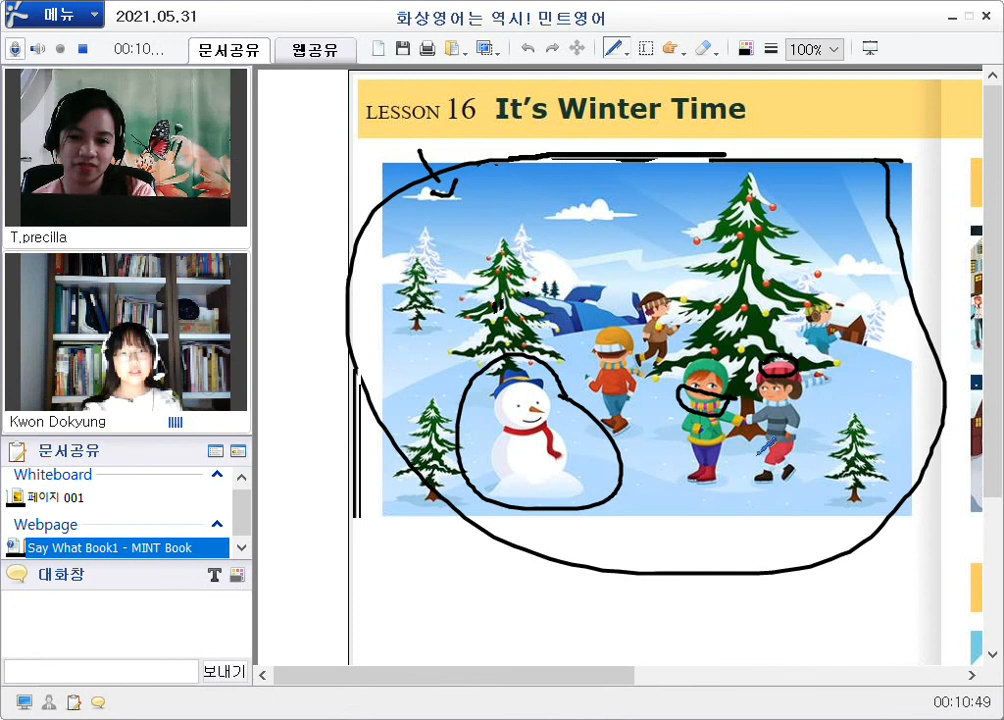 메뉴 2021.05.31 화상영어는 역시! 민트영어
00:10... 문서공유 웹공유 100%
T.precilla
Kwon Dokyung
문서공유
Whiteboard
페이지 001
Webpage
Say What Book1 - MINT Book
대화창
보내기
LESSON 16 It's Winter Time
00:10:49